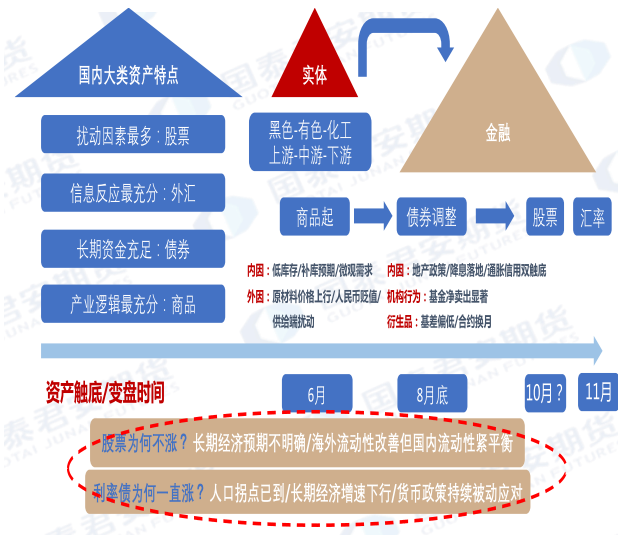 国内大类资产特点
实体
金融
扰动因素最多：股票
信息反应最充分：外汇
长期资金充足：债券
产业逻辑最充分：商品
黑色-有色-化工
上游-中游-下游
商品起
债券调整
股票
汇率
内因：低库存/补库预期/微观需求
外因：原材料价格上行/人民币贬值/
供给端扰动
内因：地产政策/降息落地/通胀信用双触底
机构行为：基金净卖出显著
衍生品：基差偏低/合约换月
资产触底/变盘时间
6月
8月底
10月？
11月
股票为何不涨？长期经济预期不明确/海外流动性改善但国内流动性紧平衡
利率债为何一直涨？人口拐点已到/长期经济增速下行/货币政策持续被动应对
国泰君安期货
GUOTAI JUNAN FUTURES